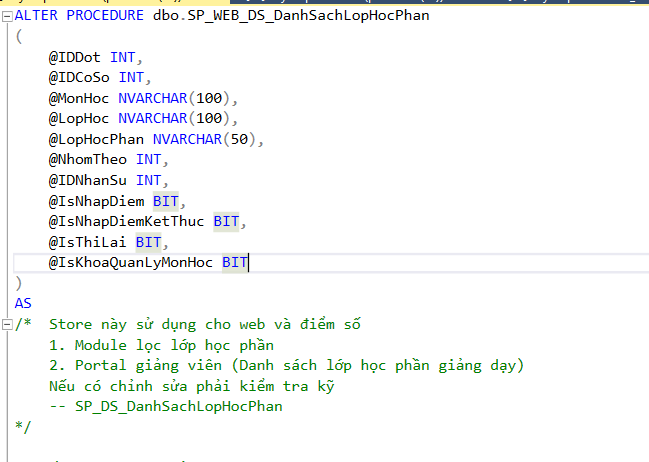 ALTER PROCEDURE dbo.SP_WEB_DS_DanhSachLopHocPhan
(
@IDDot INT,
@IDCoSo INT,
@MonHoc NVARCHAR(100),
@LopHoc NVARCHAR(100),
@LopHocPhan NVARCHAR(50),
@NhomTheo INT,
@IDNhanSu INT,
@IsNhapDiem BIT,
@IsNhapDiemKetThuc BIT,
@IsThiLai BIT,
@IsKhoaQuanLyMonHoc BIT
)
AS
/* Store này sử dụng cho web và điểm số
1. Module lọc lớp học phần
2. Portal giảng viên (Danh sách lớp học phần giảng dạy)
Nếu có chỉnh sửa phải kiểm tra kỹ
-- SP_DS_DanhSachLopHocPhan
*/